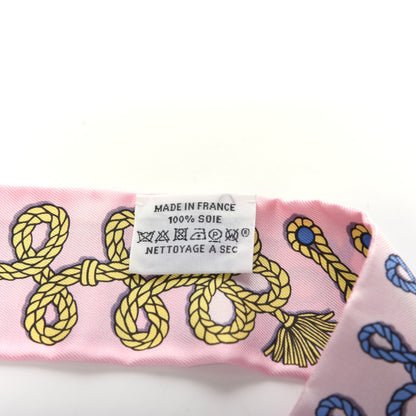 MADE IN FRANCE
100% SOIE
NETTOYAGE A SEC